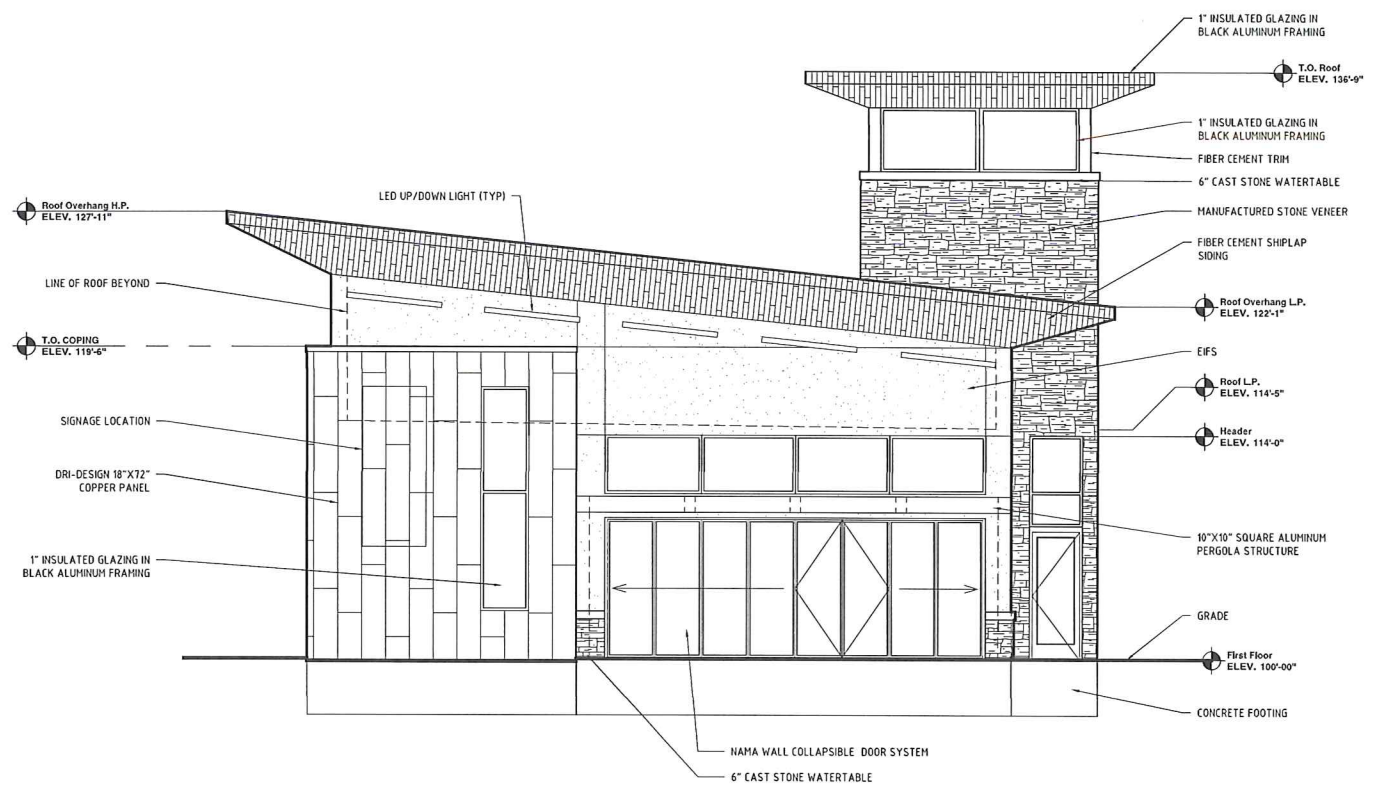 1" INSULATED GLAZING IN
BLACK ALUMINUM FRAMING
T.O. Roof
ELEV. 136'-9"
1" INSULATED GLAZING IN
BLACK ALUMINUM FRAMING
FIBER CEMENT TRIM
6" CAST STONE WATERTABLE
MANUFACTURED STONE VENEER
FIBER CEMENT SHIPLAP
SIDING
Roof Overhang L.P.
ELEV. 122'-1"
EIFS
Roof L.P.
ELEV. 114'-5"
Header
ELEV. 114'-0"
10"X10" SQUARE ALUMINUM
PERGOLA STRUCTURE
GRADE
First Floor
ELEV. 100'-00"
CONCRETE FOOTING
LED UP/DOWN LIGHT (TYP)
Roof Overhang H.P.
ELEV. 127'-11"
LINE OF ROOF BEYOND
T.O. COPING
ELEV. 119'-6"
SIGNAGE LOCATION
DRI-DESIGN 18"X72"
COPPER PANEL
1" INSULATED GLAZING IN
BLACK ALUMINUM FRAMING
NAMA WALL COLLAPSIBLE DOOR SYSTEM
6" CAST STONE WATERTABLE